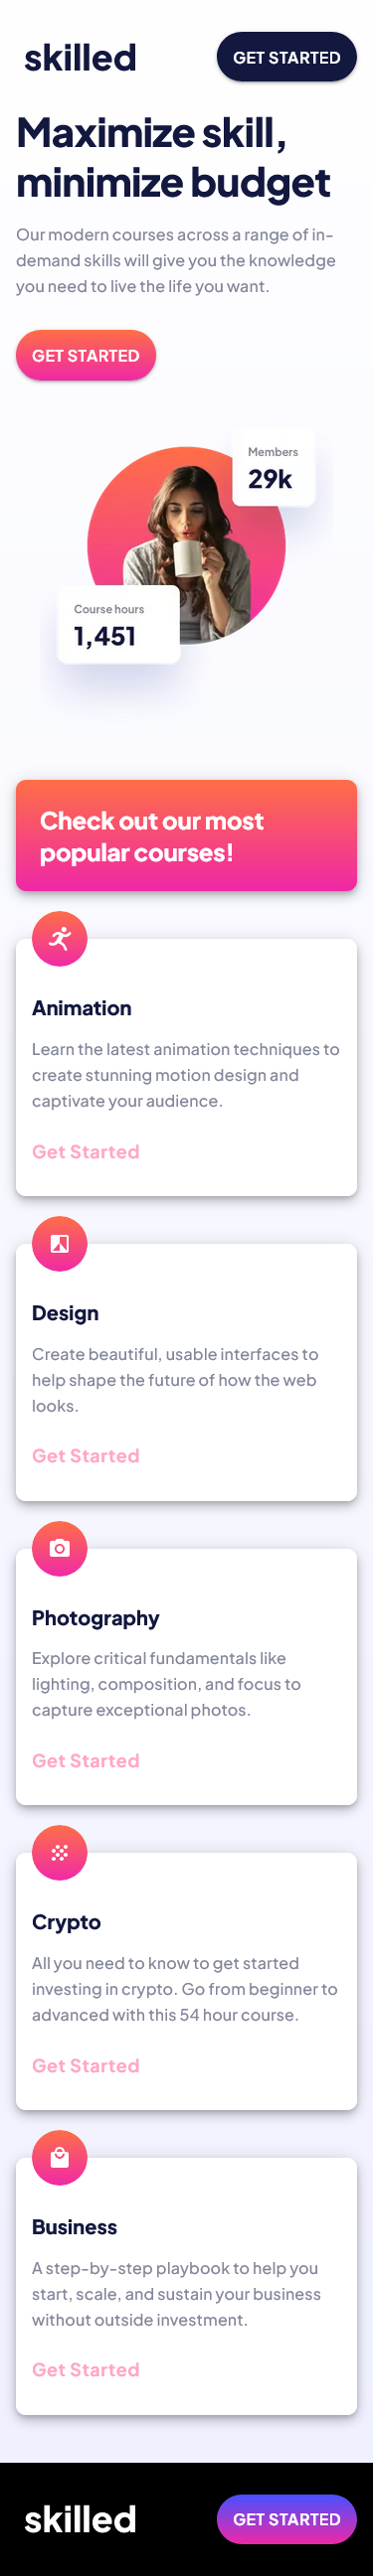 skilled
GET STARTED
Maximize skill,
minimize budget
Our modern courses across a range of in-
demand skills will give you the knowledge
you need to live the life you want.
GET STARTED
Members
29k
Course hours
1,451
Check out our most
popular courses!
Animation
Learn the latest animation techniques to
create stunning motion design and
captivate your audience.
Get Started
Design
Create beautiful, usable interfaces to
help shape the future of how the web
looks.
Get Started
Photography
Explore critical fundamentals like
lighting, composition, and focus to
capture exceptional photos.
Get Started
Crypto
All you need to know to get started
investing in crypto. Go from beginner to
advanced with this 54 hour course.
Get Started
Business
A step-by-step playbook to help you
start, scale, and sustain your business
without outside investment.
Get Started
skilled
GET STARTED